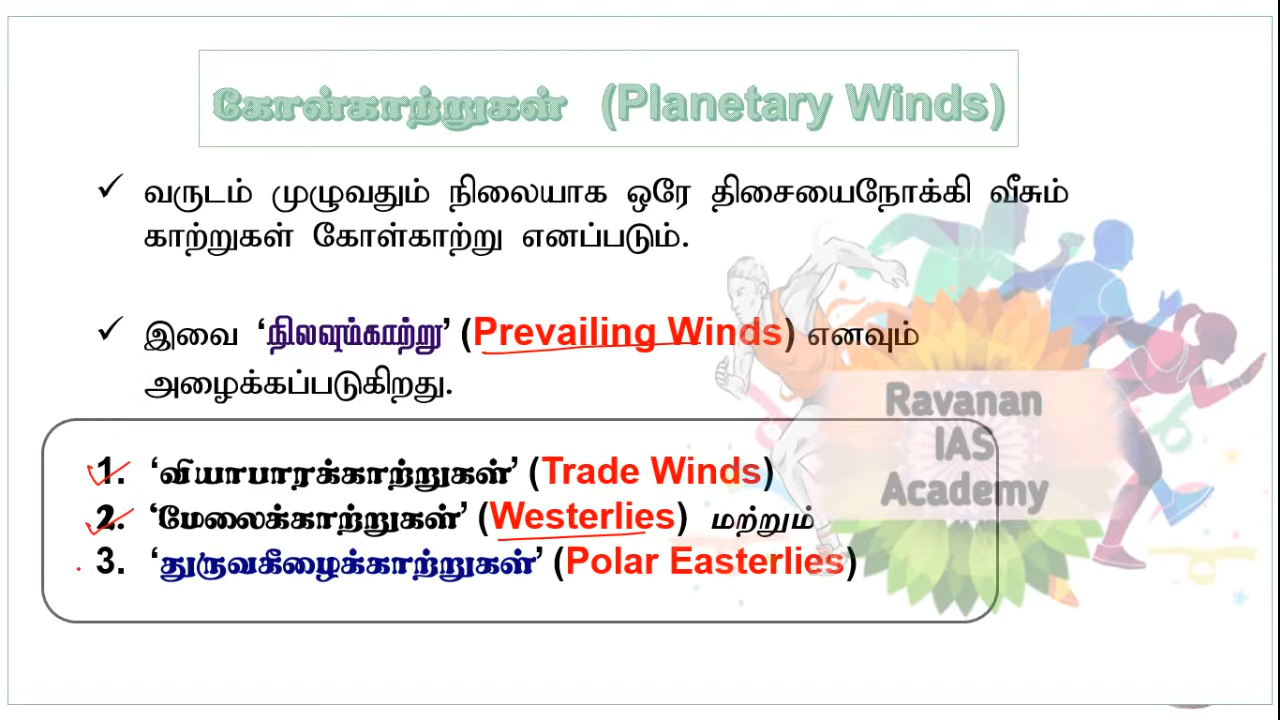 கோள்காற்றுகள் (Planetary Winds)
✓ வருடம் முழுவதும் நிலையாக ஒரே திசையைநோக்கி வீசும்
காற்றுகள் கோள்காற்று எனப்படும்.
✓ இவை ‘நிலவும்காற்று’ (Prevailing Winds) எனவும்
அழைக்கப்படுகிறது.
Ravanan
IAS
Academy
1. ‘வியாபாரக்காற்றுகள்’ (Trade Winds)
2. ‘மேலைக்காற்றுகள்’ (Westerlies) மற்றும்
3. ‘துருவகீழைக்காற்றுகள்’ (Polar Easterlies)